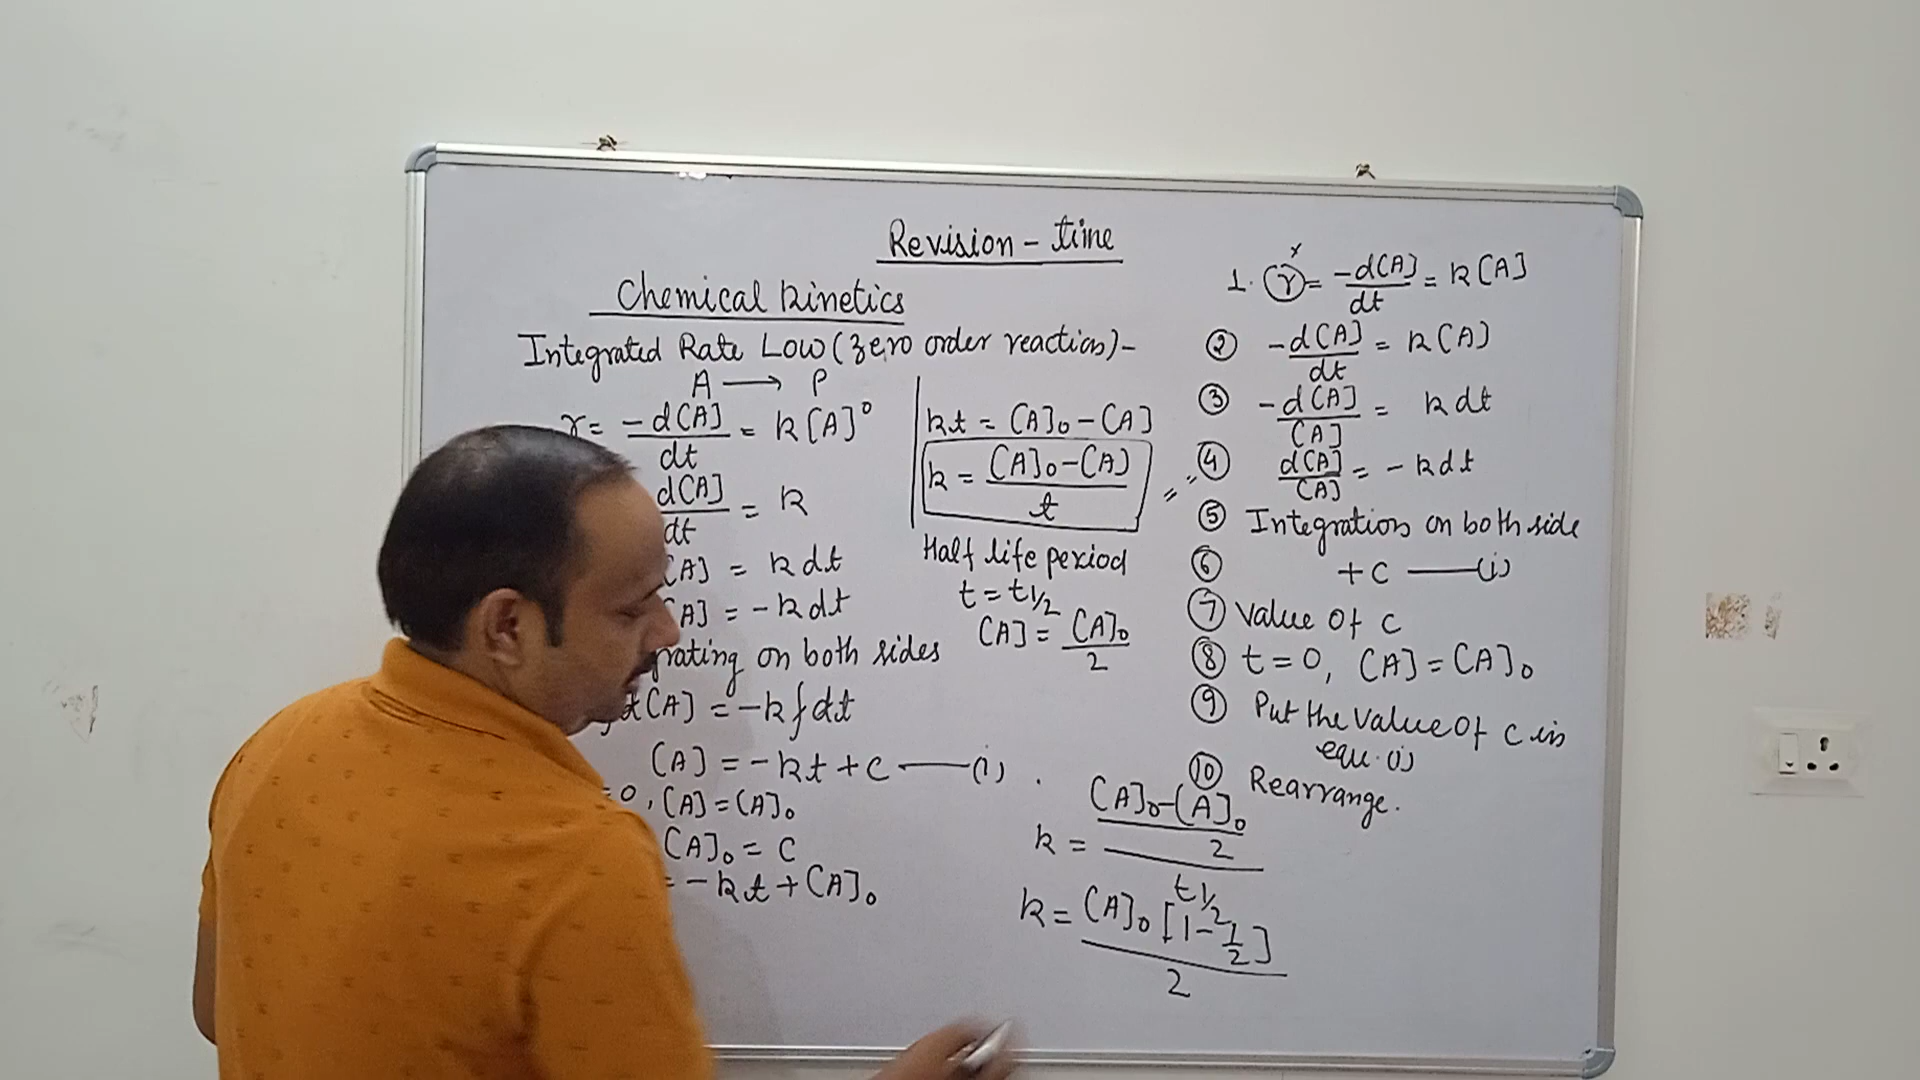 Revision - time
Chemical kinetics
Integrated Rate Low (zero order reaction) -
A ⟶ P
r = -d[A]/dt = k[A]⁰
d[A]/dt = k
[A] = k dt
[A] = -k dt
grating on both sides
d[A] = -k∫dt
[A] = -kt + c —— (i)
=0, [A] = [A]₀
[A]₀ = C
= -kt + [A]₀
kt = [A]₀ - [A]
k = [A]₀ - [A] / t
Half life period
t = t1/2
[A] = [A]₀/2
k = [A]₀ - [A]₀/2 / t1/2
k = [A]₀ [1 - 1/2] / 2
1. r = -d[A]/dt = k[A]
② -d[A]/dt = k[A]
③ -d[A]/[A] = k dt
④ d[A]/[A] = -k dt
⑤ Integration on both side
⑥ + c —— (i)
⑦ Value of c
⑧ t = 0, [A] = [A]₀
⑨ Put the value of c in
equ. (i)
⑩ Rearrange.